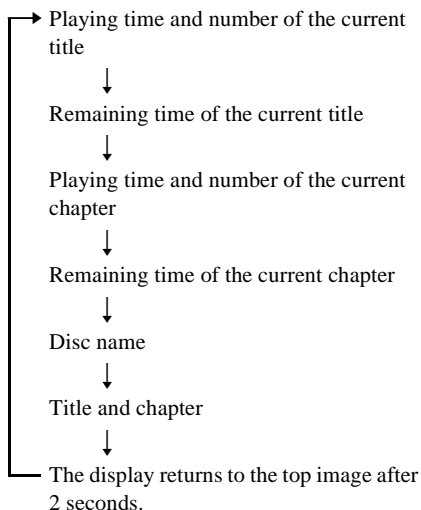 Playing time and number of the current
title
Remaining time of the current title
Playing time and number of the current
chapter
Remaining time of the current chapter
Disc name
Title and chapter
The display returns to the top image after
2 seconds.